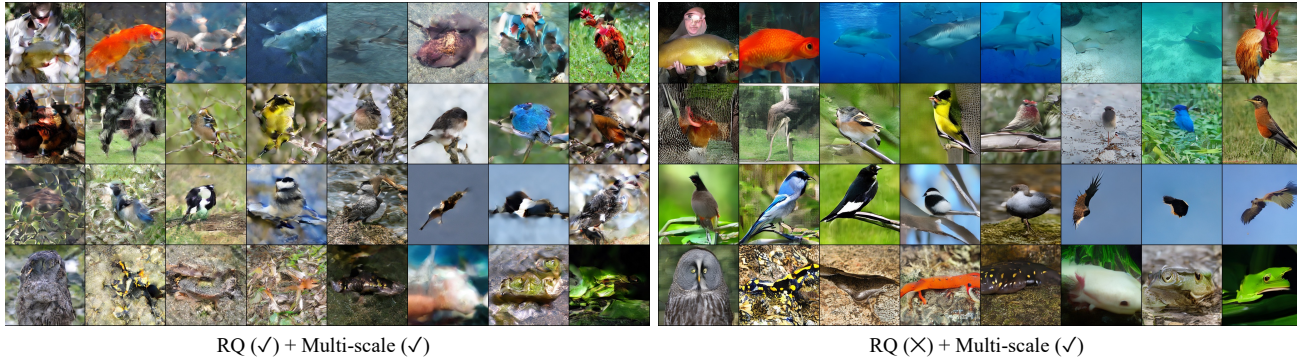 RQ (✓) + Multi-scale (✓)
RQ (✕) + Multi-scale (✓)